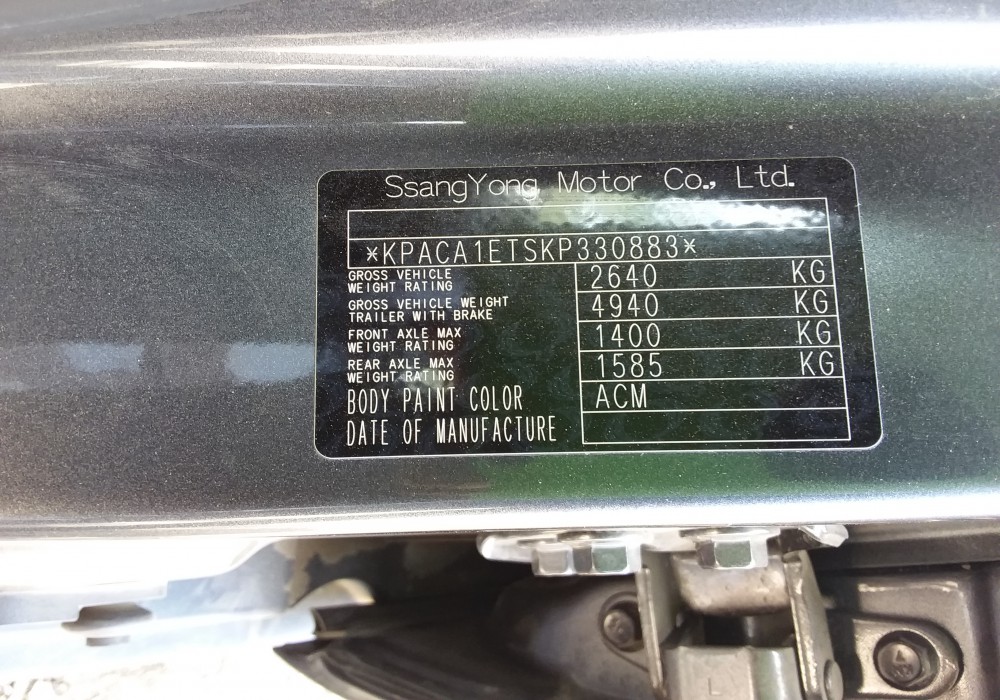 SsangYong Motor Co., Ltd.
*KPACA1ETSKP330883*
GROSS VEHICLE
WEIGHT RATING 2640 KG
GROSS VEHICLE WEIGHT
TRAILER WITH BRAKE 4940 KG
FRONT AXLE MAX
WEIGHT RATING 1400 KG
REAR AXLE MAX
WEIGHT RATING 1585 KG
BODY PAINT COLOR ACM
DATE OF MANUFACTURE
L